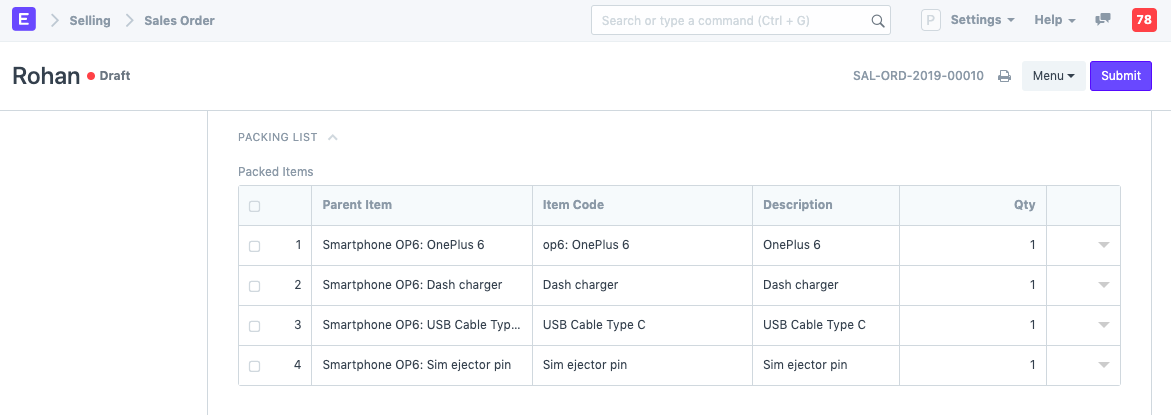 E Selling Sales Order Search or type a command (Ctrl + G) P Settings Help 78
Rohan Draft SAL-ORD-2019-00010 Menu Submit
PACKING LIST
Packed Items
Parent Item Item Code Description Qty
1 Smartphone OP6: OnePlus 6 op6: OnePlus 6 OnePlus 6 1
2 Smartphone OP6: Dash charger Dash charger Dash charger 1
3 Smartphone OP6: USB Cable Typ... USB Cable Type C USB Cable Type C 1
4 Smartphone OP6: Sim ejector pin Sim ejector pin Sim ejector pin 1